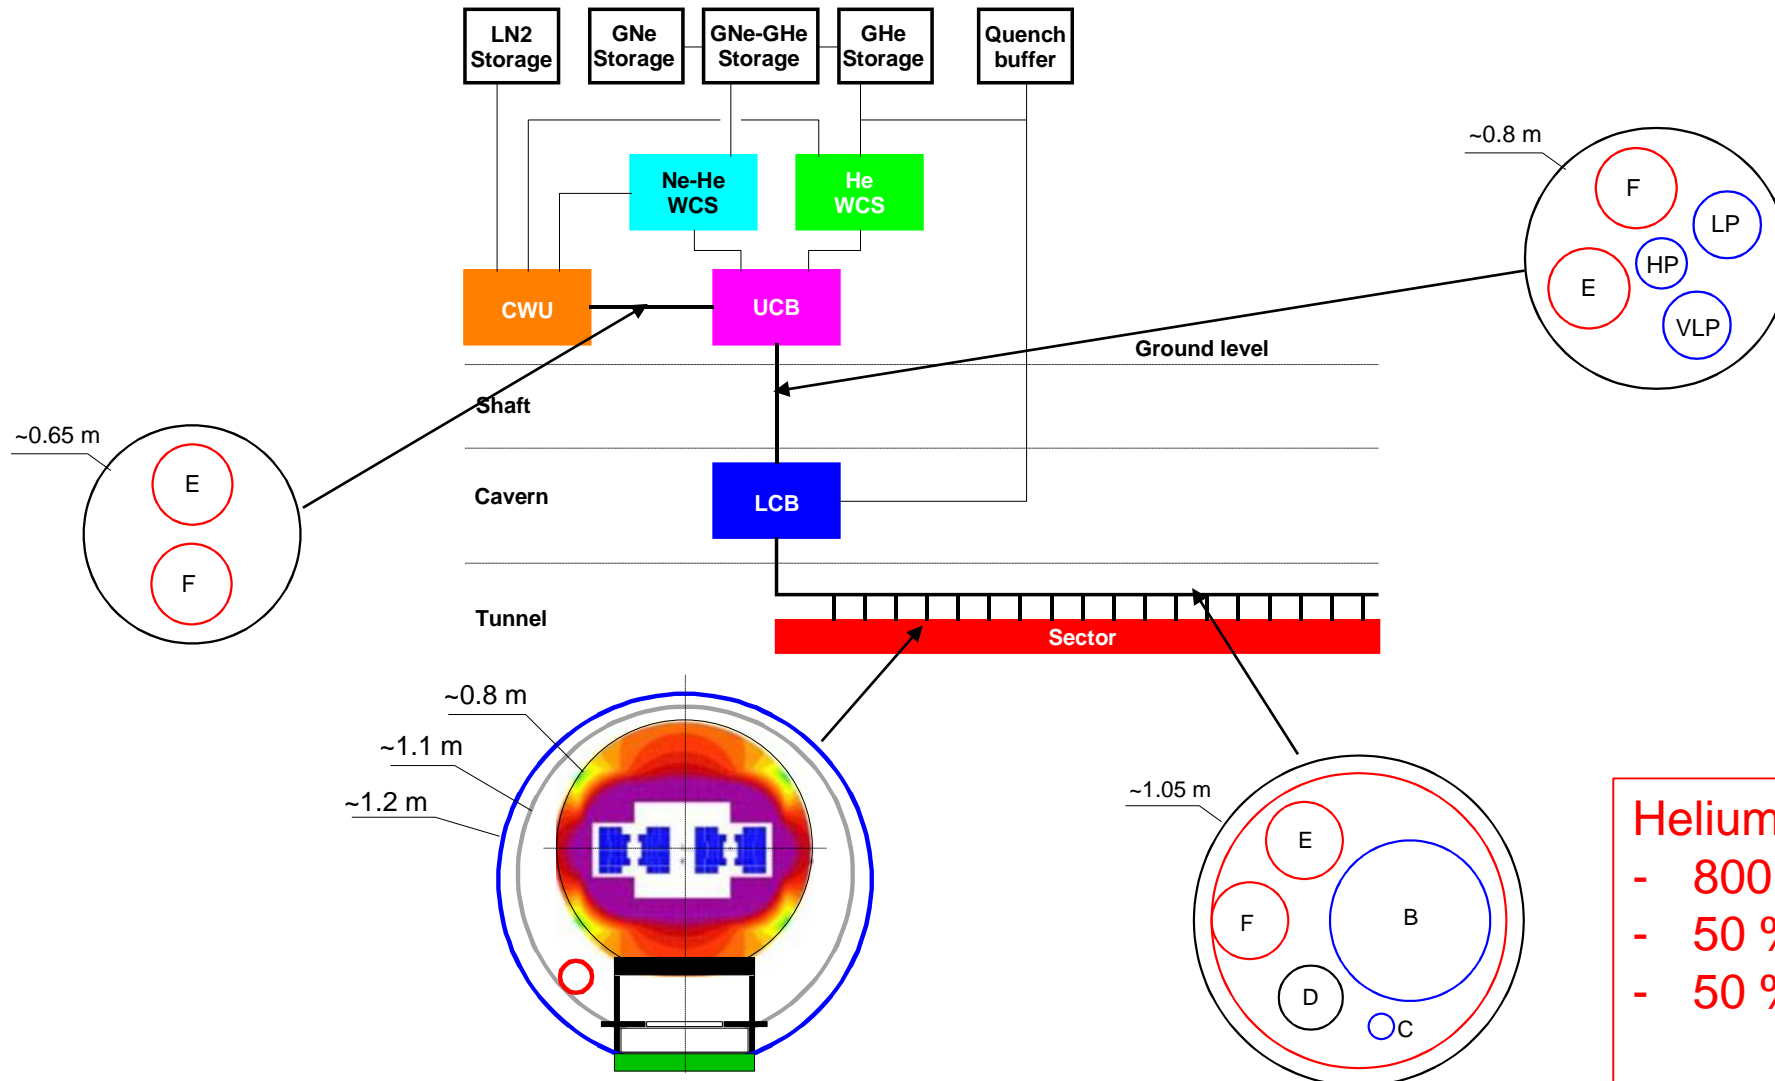 LN2
Storage
GNe
Storage
GNe-GHe
Storage
GHe
Storage
Quench
buffer
~0.8 m
F
LP
HP
E
VLP
Ne-He
WCS
He
WCS
CWU
UCB
Ground level
Shaft
~0.65 m
E
F
Cavern
LCB
Tunnel
Sector
~0.8 m
~1.1 m
~1.2 m
~1.05 m
E
F
B
D
C
Helium
- 800
- 50 %
- 50 %